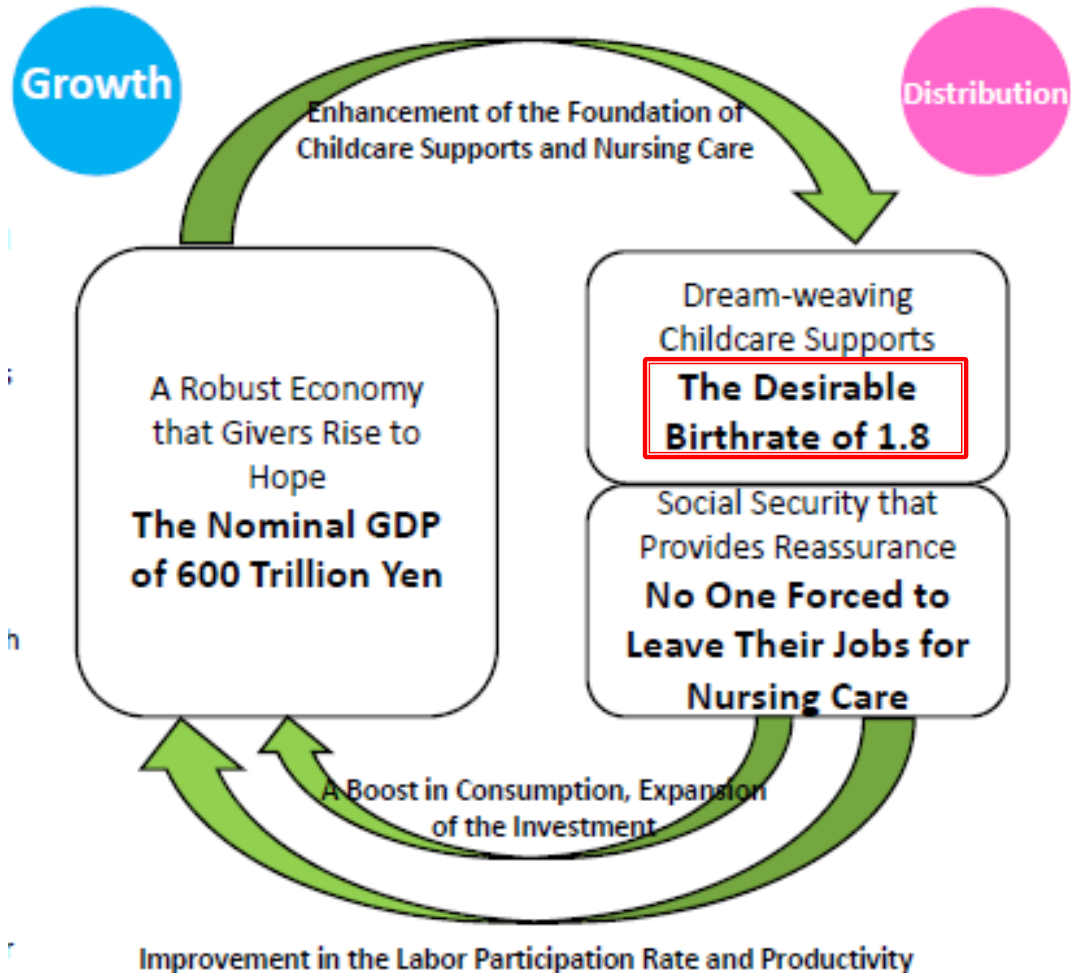 Growth
Distribution
Enhancement of the Foundation of
Childcare Supports and Nursing Care
A Robust Economy
that Givers Rise to
Hope
The Nominal GDP
of 600 Trillion Yen
Dream-weaving
Childcare Supports
The Desirable
Birthrate of 1.8
Social Security that
Provides Reassurance
No One Forced to
Leave Their Jobs for
Nursing Care
A Boost in Consumption, Expansion
of the Investment
Improvement in the Labor Participation Rate and Productivity